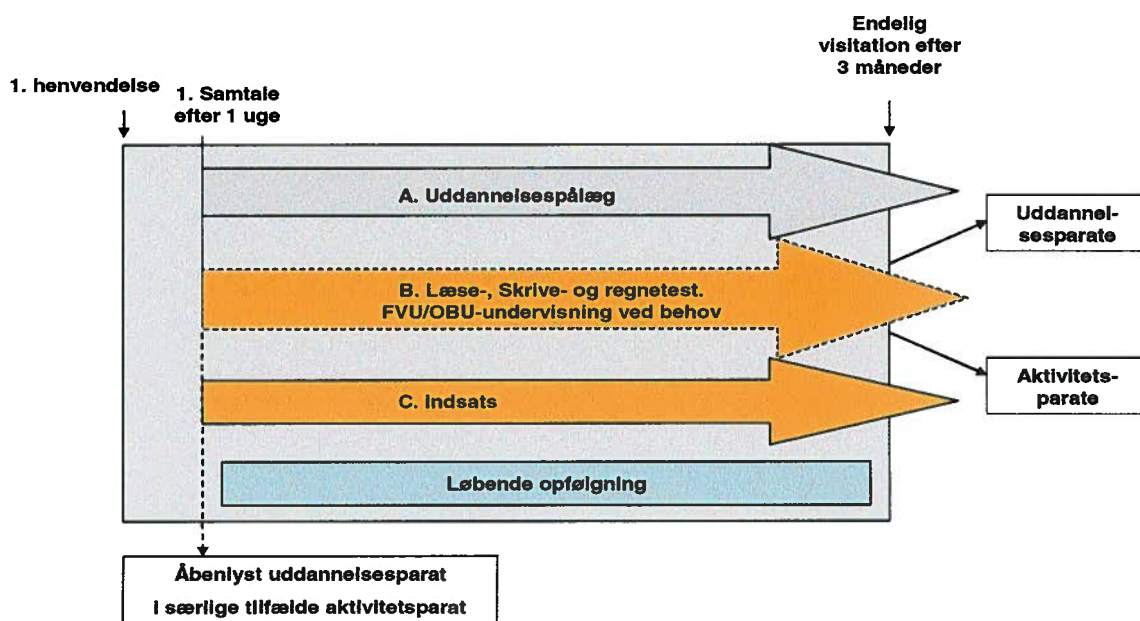 Endelig
visitation efter
3 måneder
1. henvendelse
1. Samtale
efter 1 uge
A. Uddannelsespålæg
Uddannel-
sesparate
B. Læse-, Skrive- og regnetest.
FVU/OBU-undervisning ved behov
Aktivitets-
parate
C. Indsats
Løbende opfølgning
Åbenlyst uddannelsesparat
I særlige tilfælde aktivitetsparat